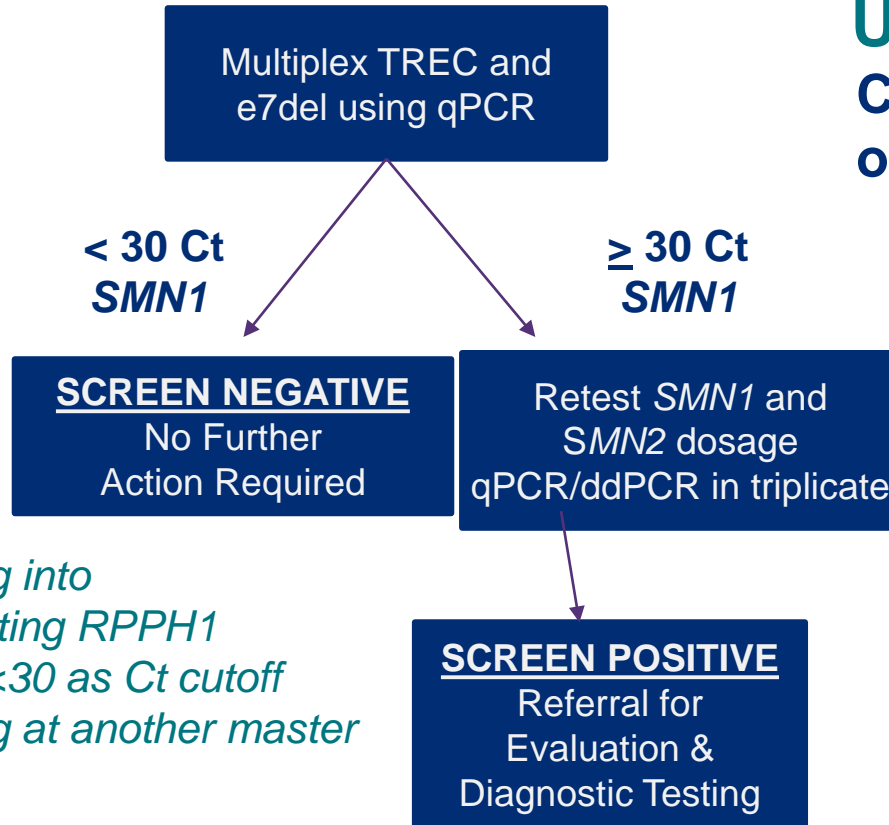 Multiplex TREC and
e7del using qPCR
U
C
o
< 30 Ct
SMN1
≥ 30 Ct
SMN1
SCREEN NEGATIVE
No Further
Action Required
Retest SMN1 and
SMN2 dosage
qPCR/ddPCR in triplicate
g into
ting RPPH1
<30 as Ct cutoff
g at another master
SCREEN POSITIVE
Referral for
Evaluation &
Diagnostic Testing